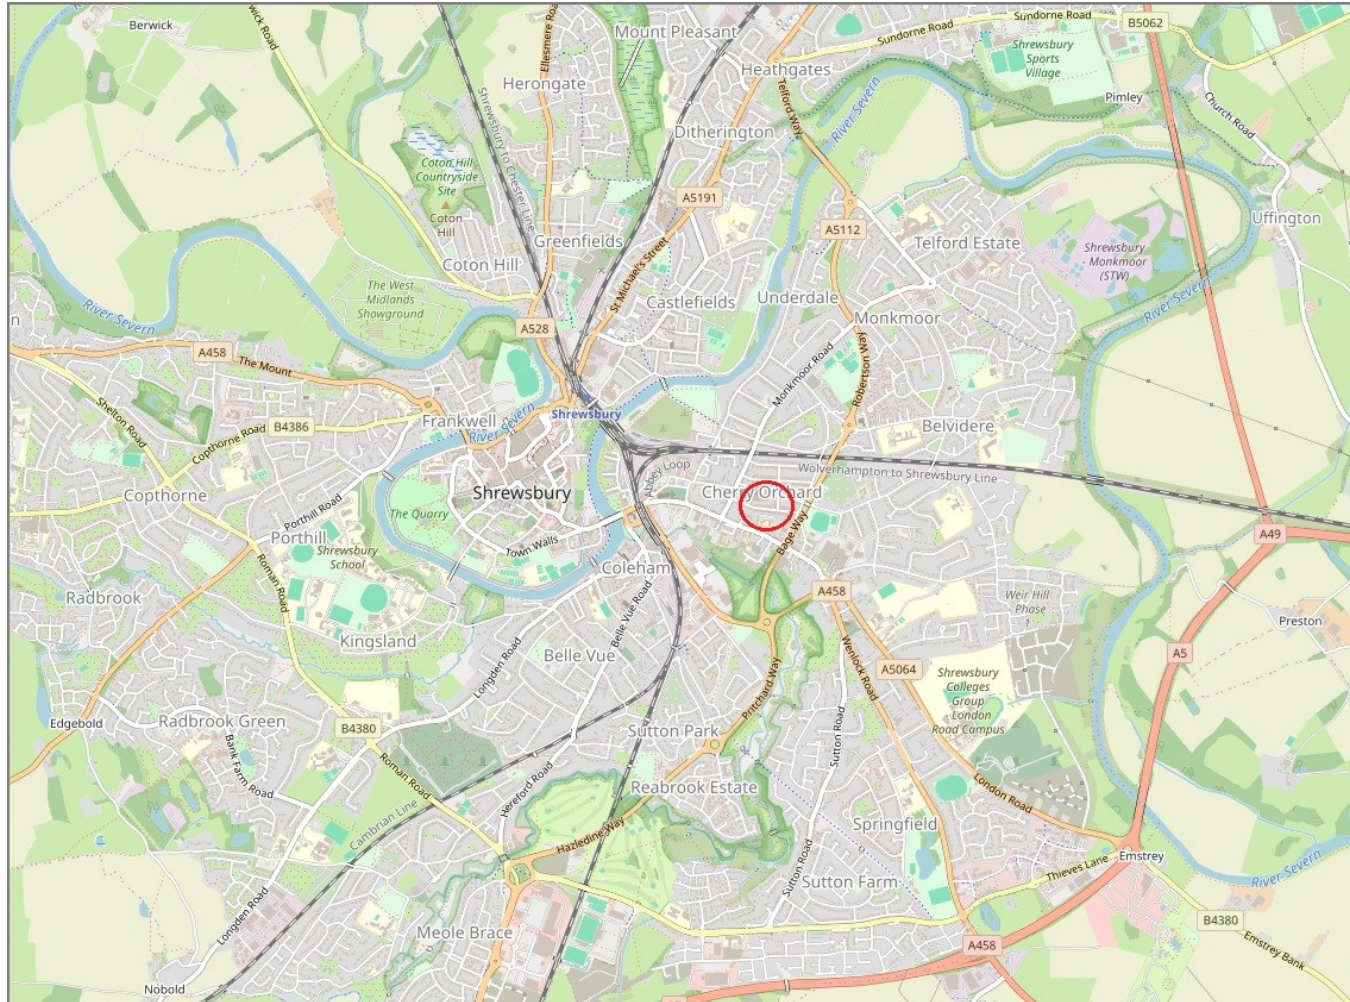 Berwick
wick Road
Ellesmere Road
Mount Pleasant
Sundorne Road
Sundorne Road
B5062
Heathgates
Shrewsbury
Sports
Village
Pimley
Church Road
Herongate
Shrewsbury to Chester Line
Telford Way
River Severn
Ditherington
Coton Hill
Countryside
Site
Coton
Hill
A5191
Uffington
A5112
Telford Estate
Greenfields
St Michael's Street
Shrewsbury
Monkmoor
(STW)
Coton Hill
The West
Midlands
Showground
River Severn
Castlefields
Underdale
Monkmoor
River Severn
n
A528
A458
The Mount
Monkmoor Road
Robertson Way
Shelton Road
Copthorne Road
B4386
Frankwell
River Severn
Shrewsbury
Belvidere
Abbey Loop
Wolverhampton to Shrewsbury Line
Copthorne
Porthill Road
Shrewsbury
Cherry Orchard
The Quarry
Bage Way
A49
Porthill
Shrewsbury
School
Town Walls
Coleham
Roman Road
Radbrook
A458
Weir Hill
Phase
1
Preston
Kingsland
Belle Vue Road
Belle Vue
Longden Road
Wenlock Road
A5
A5064
Shrewsbury
Colleges
Group
London
Road Campus
Pritchard Way
Edgebold
Radbrook Green
B4380
Sutton Park
Sutton Road
Bank Farm Road
Roman Road
Hereford Road
Reabrook Estate
London Road
Cambrian Line
Hazledine Way
Springfield
Sutton Road
Emstrey
Thieves Lane
River Severn
Sutton Farm
Longden Road
Meole Brace
B4380
A458
Emstrey Bank
Nobold